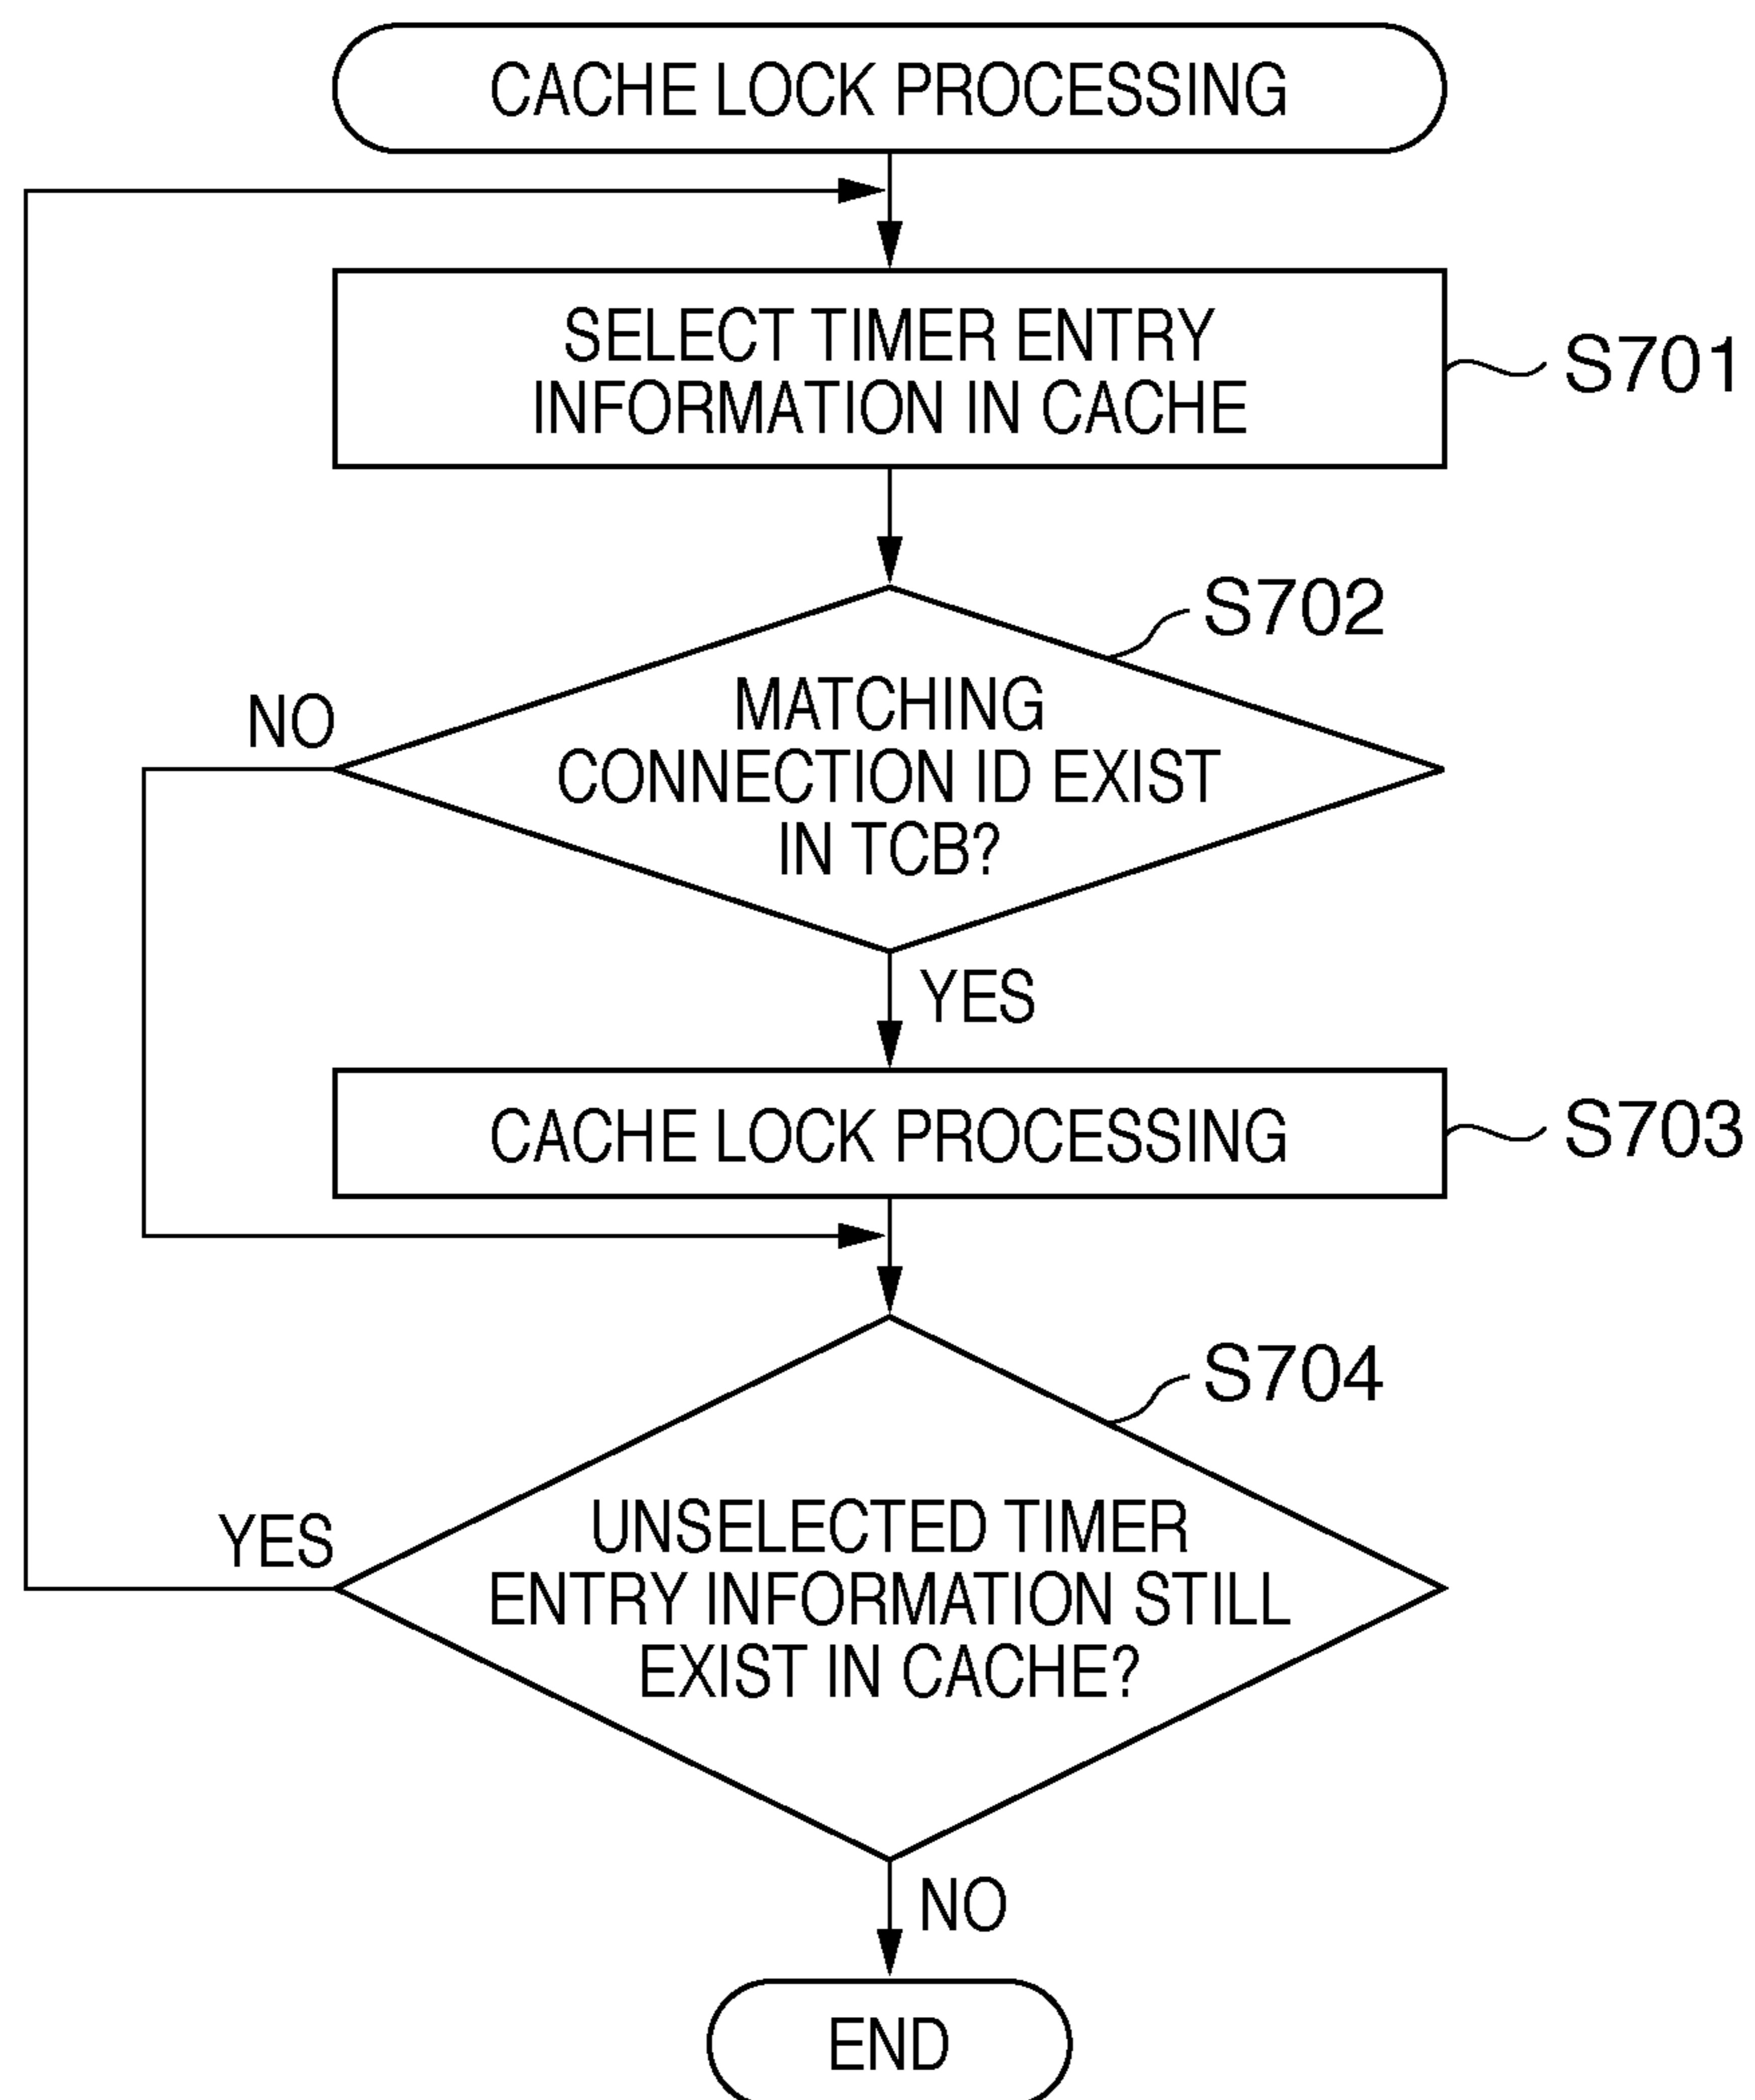 CACHE LOCK PROCESSING
SELECT TIMER ENTRY
INFORMATION IN CACHE
S701
S702
MATCHING
CONNECTION ID EXIST
IN TCB?
NO
YES
CACHE LOCK PROCESSING
S703
S704
UNSELECTED TIMER
ENTRY INFORMATION STILL
EXIST IN CACHE?
YES
NO
END